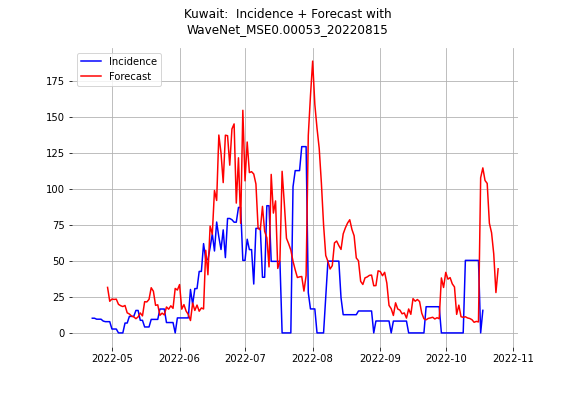 Kuwait:  Incidence + Forecast with
WaveNet_MSE0.00053_20220815
Incidence
Forecast
175
150
125
100
75
50
25
0
2022-05 2022-06 2022-07 2022-08 2022-09 2022-10 2022-11